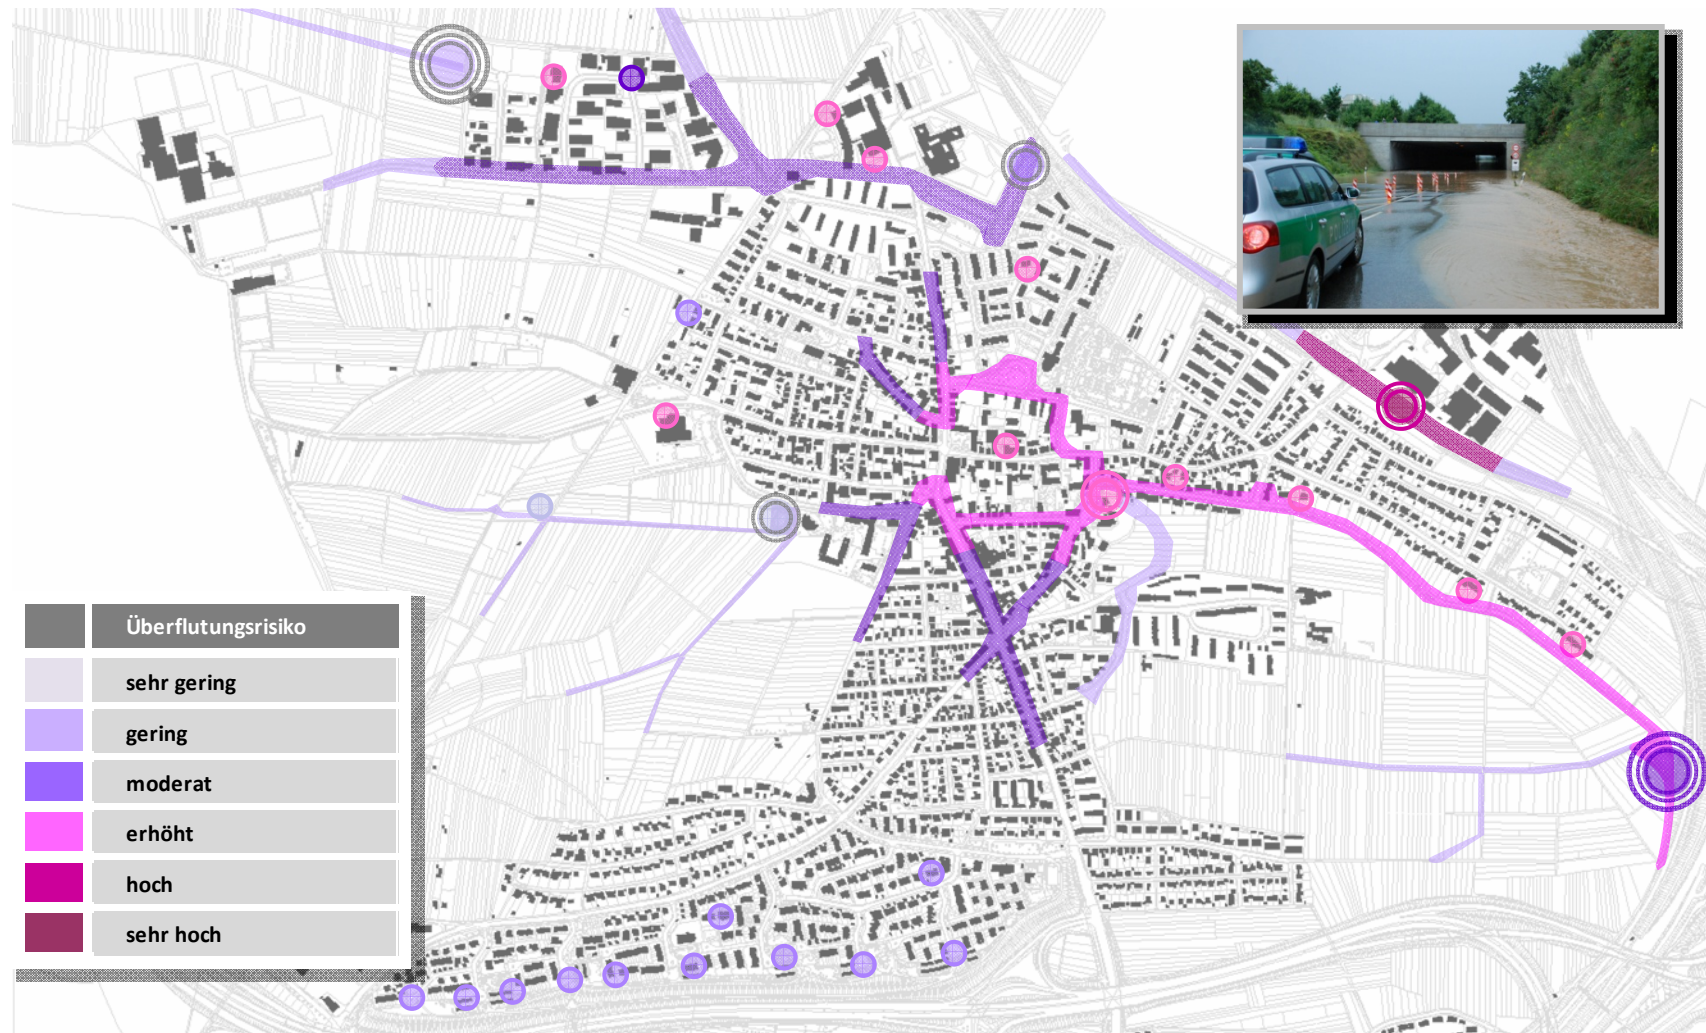 Überflutungsrisiko
sehr gering
gering
moderat
erhöht
hoch
sehr hoch